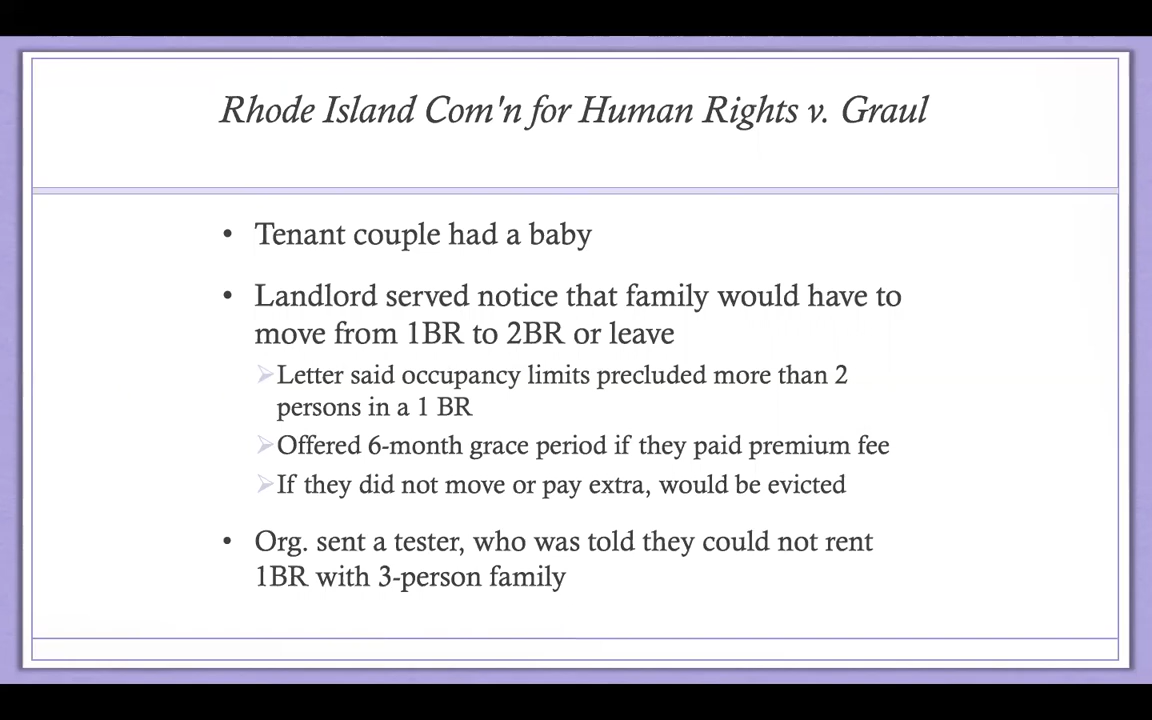 Rhode Island Com'n for Human Rights v. Graul
• Tenant couple had a baby
• Landlord served notice that family would have to
move from 1BR to 2BR or leave
➢Letter said occupancy limits precluded more than 2
persons in a 1 BR
➢Offered 6-month grace period if they paid premium fee
➢If they did not move or pay extra, would be evicted
• Org. sent a tester, who was told they could not rent
1BR with 3-person family